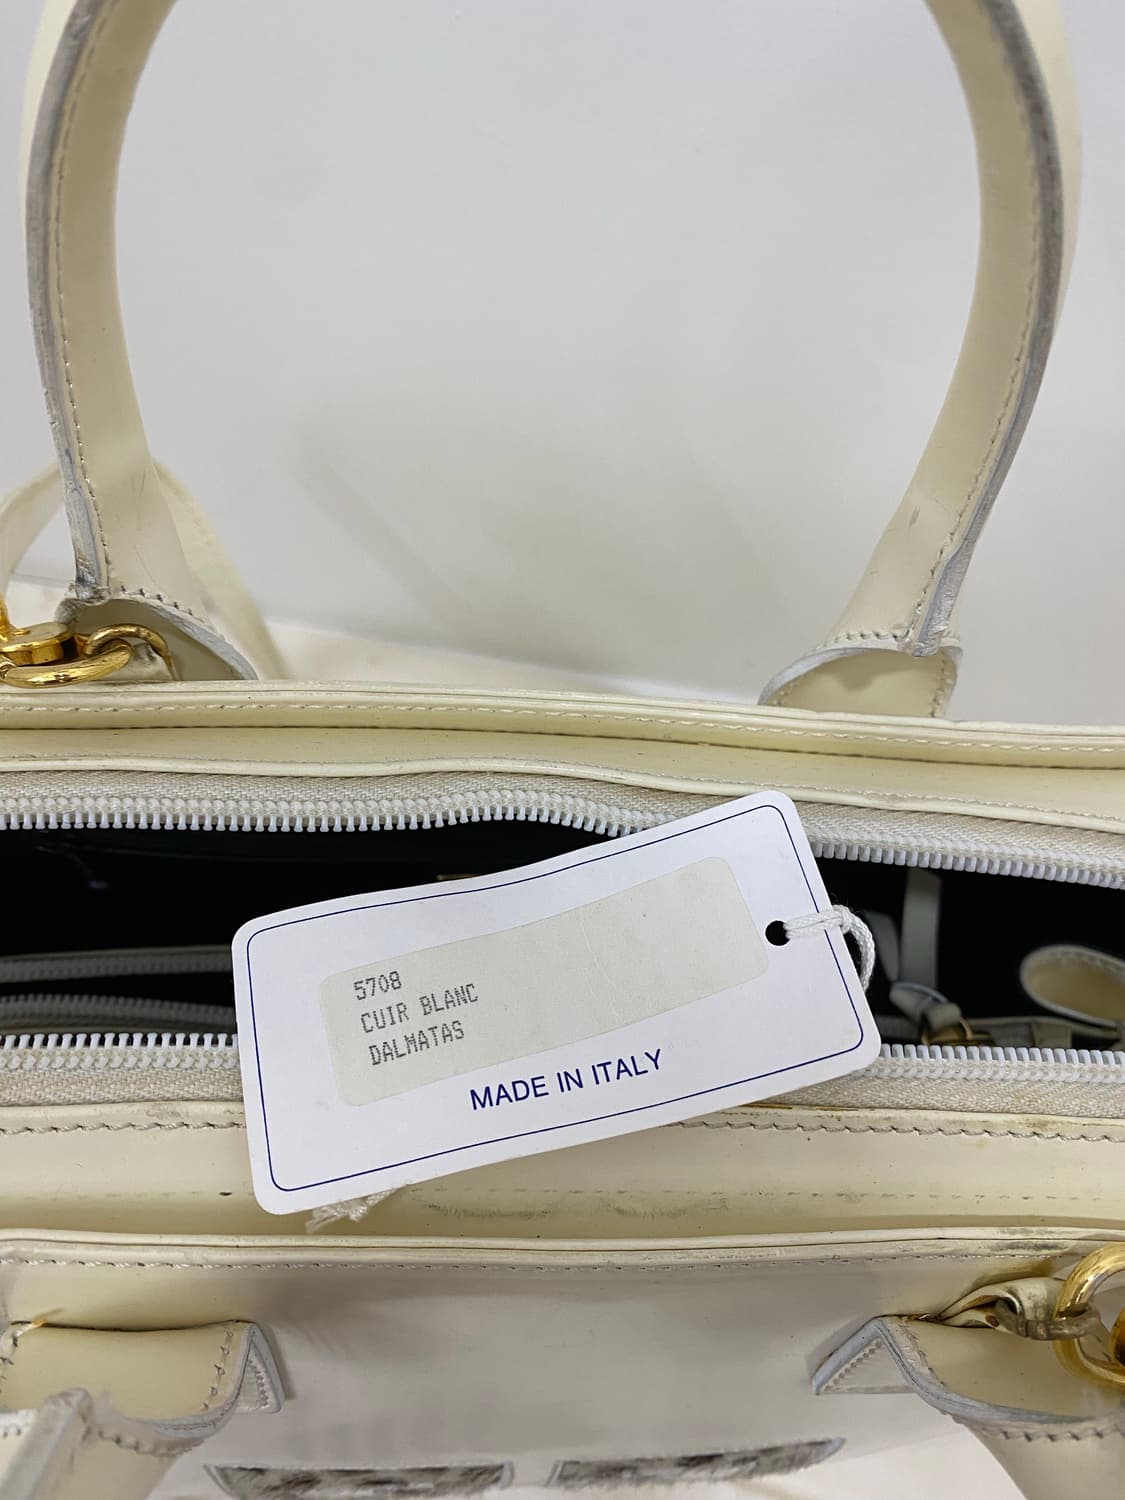 5708
CUIR BLANC
DALMATAS
MADE IN ITALY